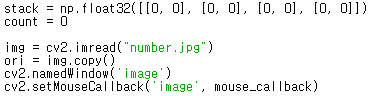 stack = np.float32([[0, 0], [0, 0], [0, 0], [0, 0]])
count = 0
img = cv2.imread("number.jpg")
ori = img.copy()
cv2.namedWindow('image')
cv2.setMouseCallback('image', mouse_callback)